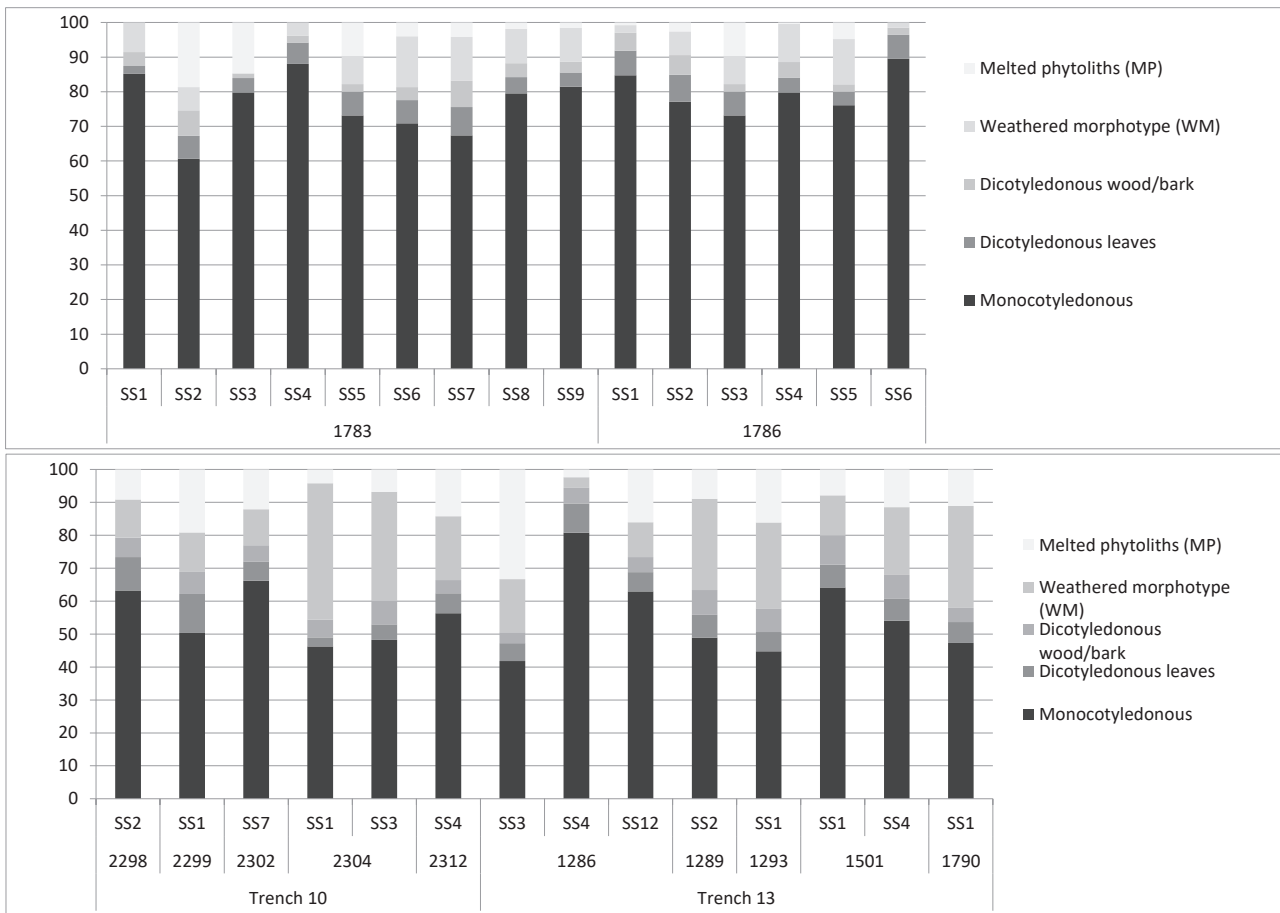 100
90
80
70
60
50
40
30
20
10
0
SS1 SS2 SS3 SS4 SS5 SS6 SS7 SS8 SS9 SS1 SS2 SS3 SS4 SS5 SS6
1783 1786
Melted phytoliths (MP)
Weathered morphotype (WM)
Dicotyledonous wood/bark
Dicotyledonous leaves
Monocotyledonous
100
90
80
70
60
50
40
30
20
10
0
SS2 SS1 SS7 SS1 SS3 SS4 SS3 SS4 SS12 SS2 SS1 SS1 SS4 SS1
2298 2299 2302 2304 2312 1286 1289 1293 1501 1790
Trench 10 Trench 13
Melted phytoliths (MP)
Weathered morphotype
(WM)
Dicotyledonous
wood/bark
Dicotyledonous leaves
Monocotyledonous